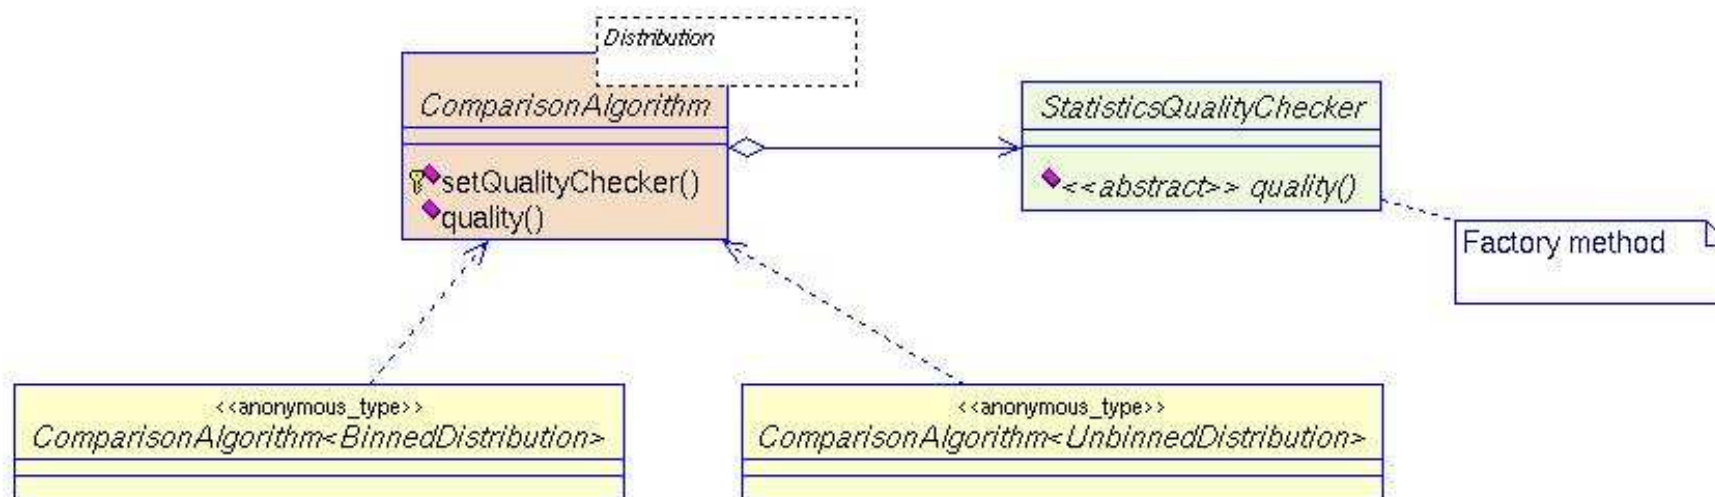 Distribution
ComparisonAlgorithm
setQualityChecker()
quality()
StatisticsQualityChecker
<<abstract>> quality()
Factory method
<<anonymous_type>>
ComparisonAlgorithm<BinnedDistribution>
<<anonymous_type>>
ComparisonAlgorithm<UnbinnedDistribution>